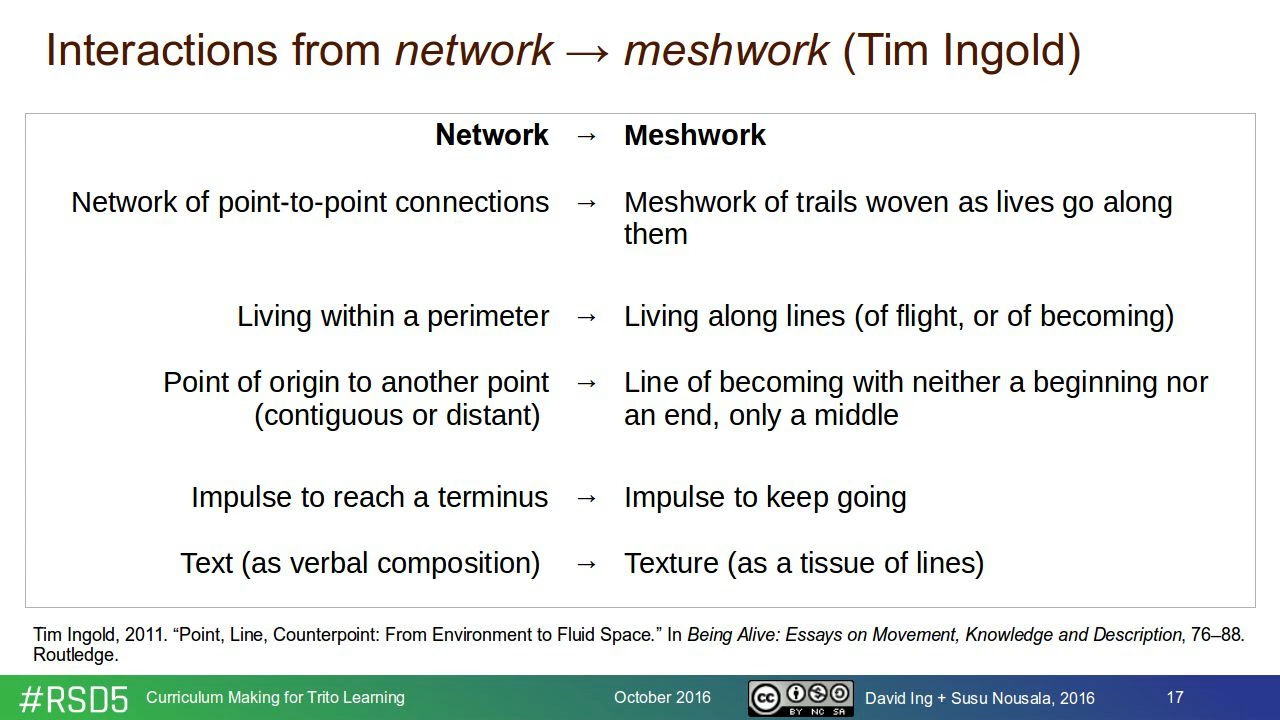 Interactions from network → meshwork (Tim Ingold)
Network → Meshwork
Network of point-to-point connections → Meshwork of trails woven as lives go along
them
Living within a perimeter → Living along lines (of flight, or of becoming)
Point of origin to another point → Line of becoming with neither a beginning nor
(contiguous or distant) an end, only a middle
Impulse to reach a terminus → Impulse to keep going
Text (as verbal composition) → Texture (as a tissue of lines)
Tim Ingold, 2011. “Point, Line, Counterpoint: From Environment to Fluid Space.” In Being Alive: Essays on Movement, Knowledge and Description, 76–88.
Routledge.
#RSD5 Curriculum Making for Trito Learning October 2016 cc BY NC SA David Ing + Susu Nousala, 2016 17